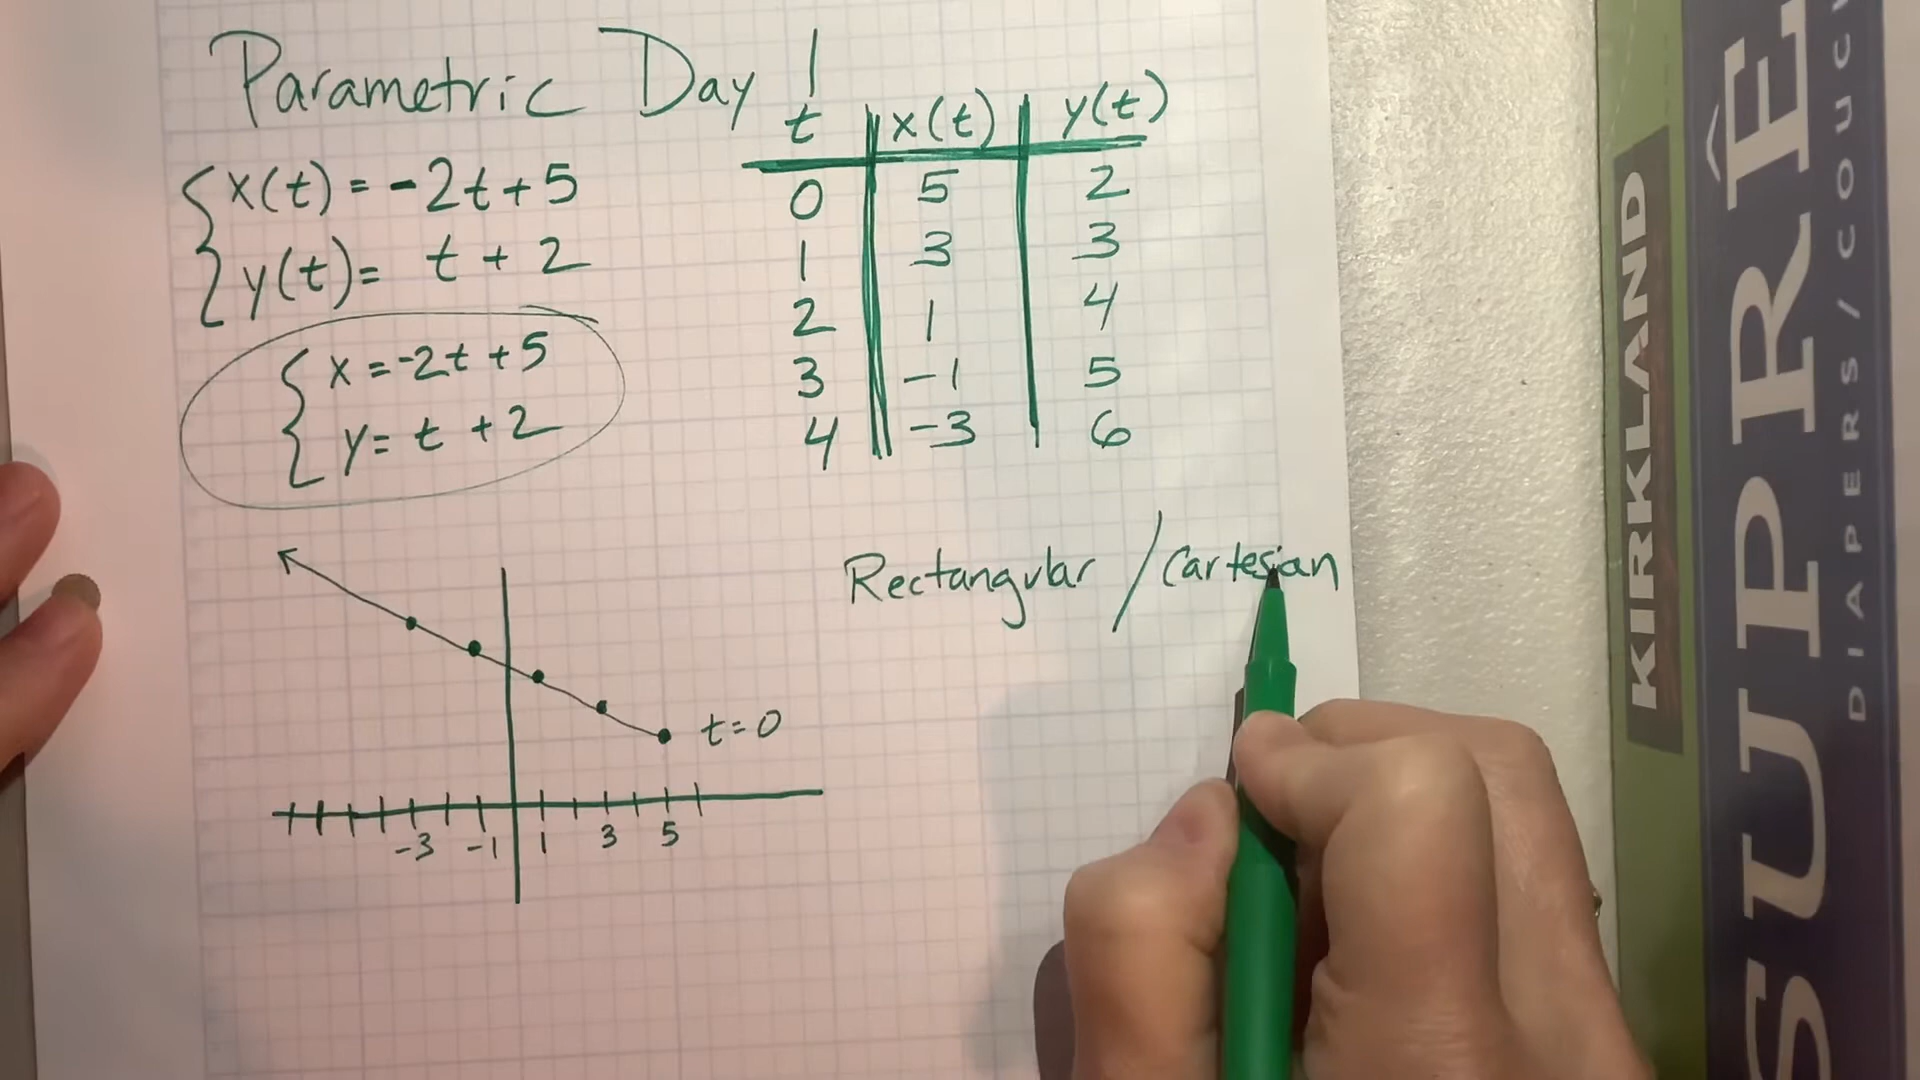 Parametric Day 1
x(t) = -2t+5
y(t)= t + 2
x = -2t +5
y= t +2
t x(t) y(t)
0 5 2
1 3 3
2 1 4
3 -1 5
4 -3 6
Rectangular / Cartesian
t=0
-3 -1 1 3 5
KIRKLAND
SUPRÊ
DIAPERS / COUC